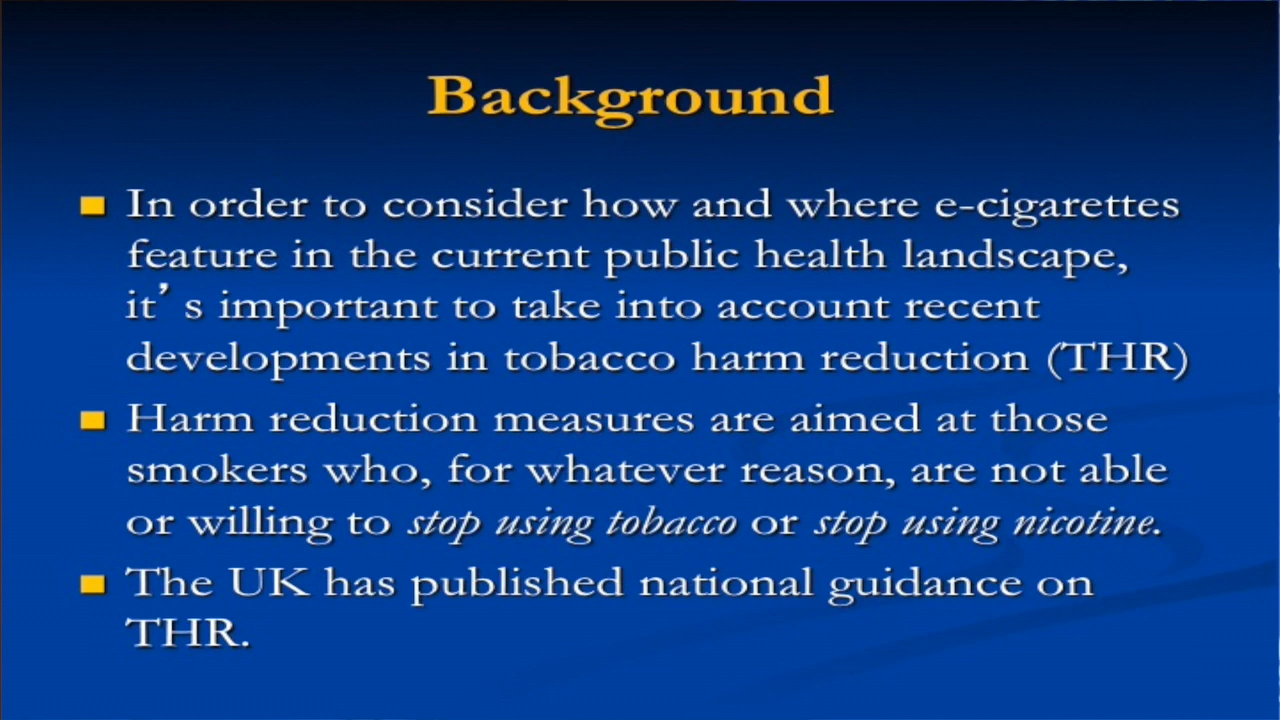 Background
In order to consider how and where e-cigarettes
feature in the current public health landscape,
it’ s important to take into account recent
developments in tobacco harm reduction (THR)
Harm reduction measures are aimed at those
smokers who, for whatever reason, are not able
or willing to stop using tobacco or stop using nicotine.
The UK has published national guidance on
THR.